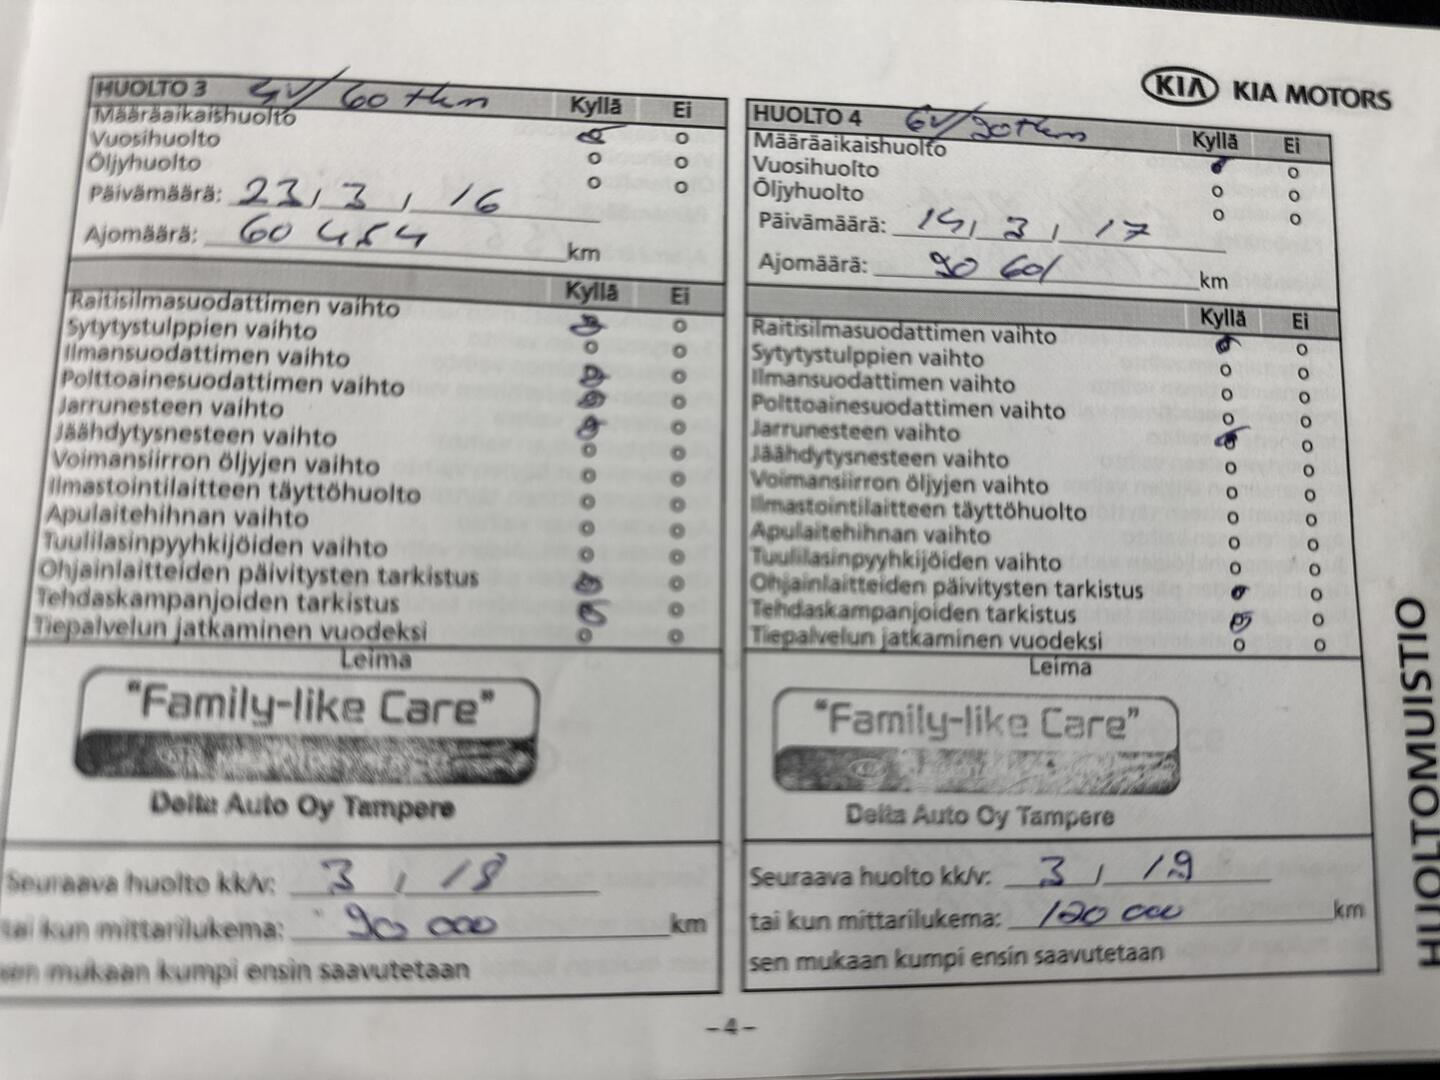 KIA KIA MOTORS
HUOLTO 3 4V/60 tkm Kyllä Ei
Määräaikaishuolto
Vuosihuolto
Öljyhuolto
Päivämäärä: 23, 3, 16
Ajomäärä: 60 454 km
Kyllä Ei
Raitisilmasuodattimen vaihto
Sytytystulppien vaihto
Ilmansuodattimen vaihto
Polttoainesuodattimen vaihto
Jarrunesteen vaihto
Jäähdytysnesteen vaihto
Voimansiirron öljyjen vaihto
Ilmastointilaitteen täyttöhuolto
Apulaitehihnan vaihto
Tuulilasinpyyhkijöiden vaihto
Ohjainlaitteiden päivitysten tarkistus
Tehdaskampanjoiden tarkistus
Tiepalvelun jatkaminen vuodeksi
Leima
"Family-like Care"
Delta Auto Oy Tampere
Seuraava huolto kk/v: 3 / 18
tai kun mittarilukema: 90 000 km
sen mukaan kumpi ensin saavutetaan
HUOLTO 4 6V/90tkm Kyllä Ei
Määräaikaishuolto
Vuosihuolto
Öljyhuolto
Päivämäärä: 14, 3, 17
Ajomäärä: 90 601 km
Kyllä Ei
Raitisilmasuodattimen vaihto
Sytytystulppien vaihto
Ilmansuodattimen vaihto
Polttoainesuodattimen vaihto
Jarrunesteen vaihto
Jäähdytysnesteen vaihto
Voimansiirron öljyjen vaihto
Ilmastointilaitteen täyttöhuolto
Apulaitehihnan vaihto
Tuulilasinpyyhkijöiden vaihto
Ohjainlaitteiden päivitysten tarkistus
Tehdaskampanjoiden tarkistus
Tiepalvelun jatkaminen vuodeksi
Leima
"Family-like Care"
KIA
Delta Auto Oy Tampere
Seuraava huolto kk/v: 3 / 19
tai kun mittarilukema: 120 000 km
sen mukaan kumpi ensin saavutetaan
HUOLTOMUISTIO
-4-